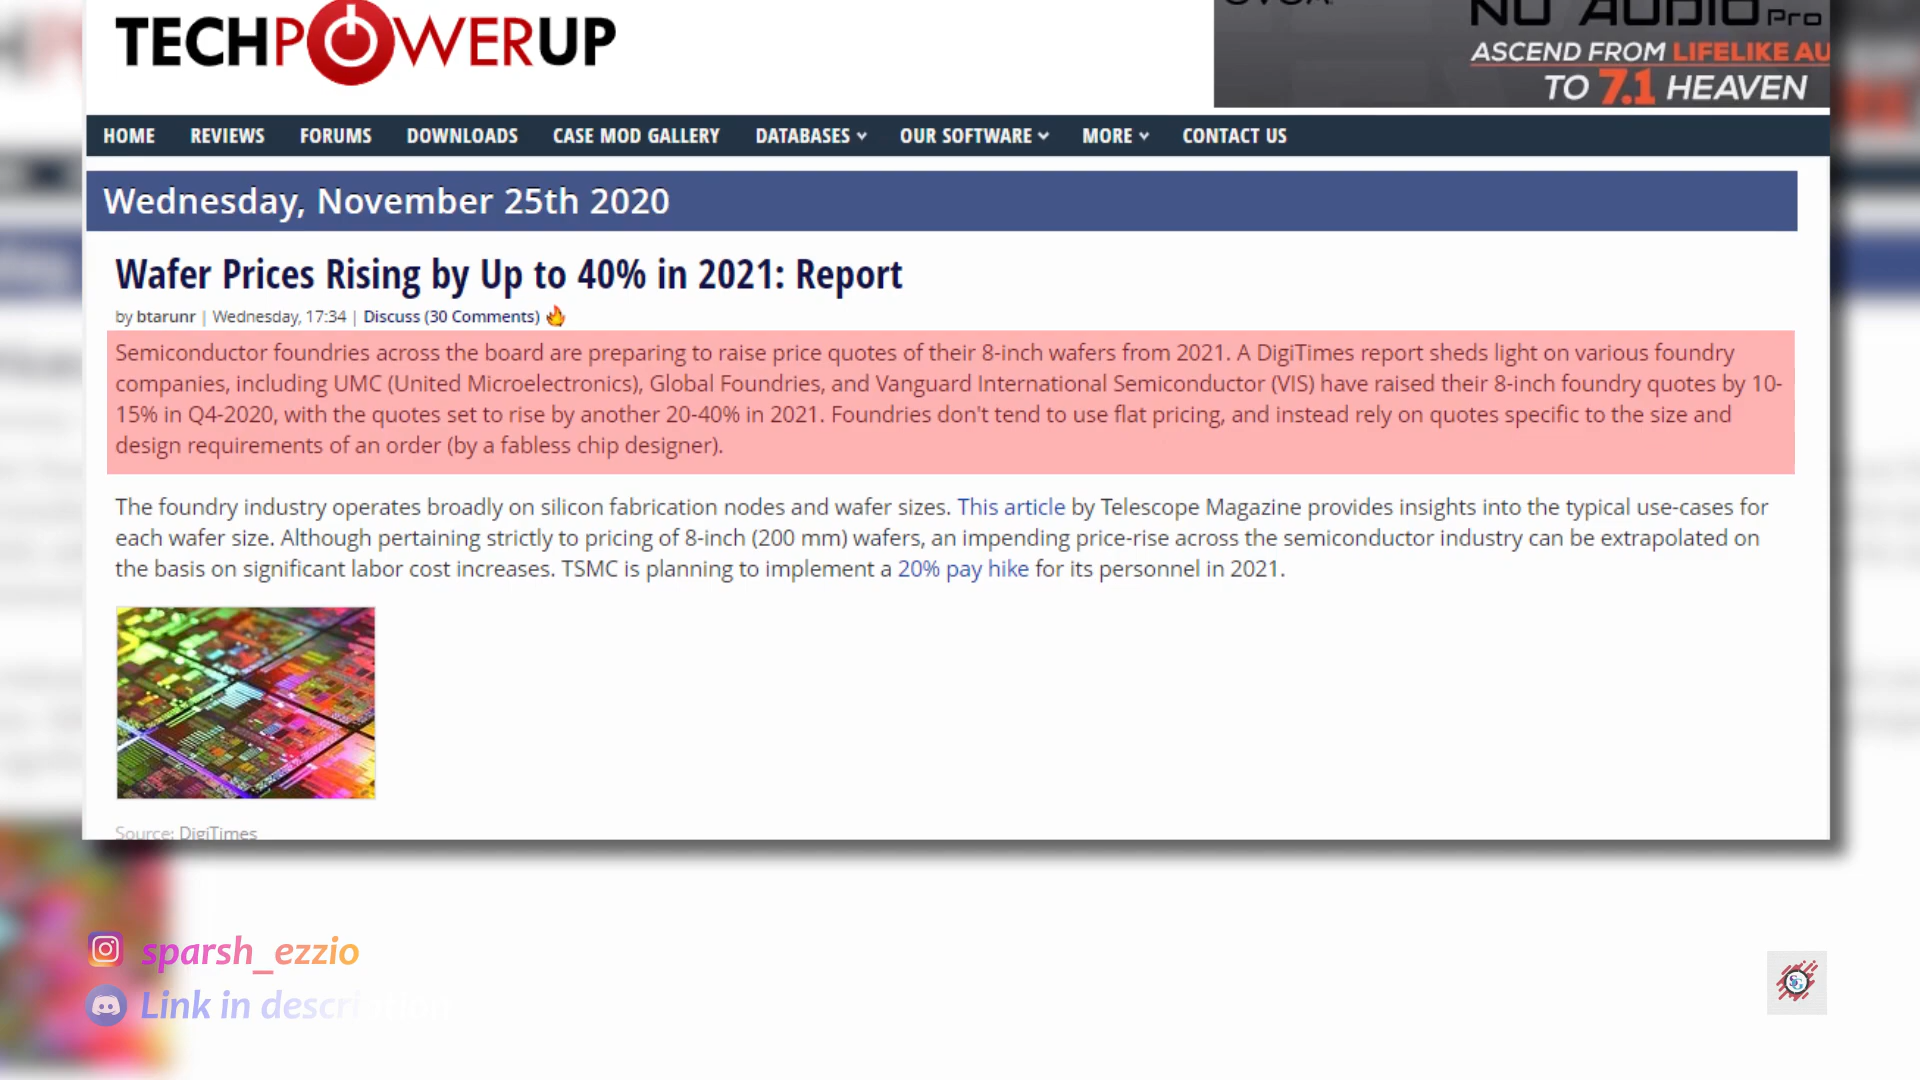 TECHPOWERUP
NU AUDIO Pro
ASCEND FROM LIFELIKE AU
TO 7.1 HEAVEN
HOME REVIEWS FORUMS DOWNLOADS CASE MOD GALLERY DATABASES OUR SOFTWARE MORE CONTACT US
Wednesday, November 25th 2020
Wafer Prices Rising by Up to 40% in 2021: Report
by btarunr | Wednesday, 17:34 | Discuss (30 Comments)
Semiconductor foundries across the board are preparing to raise price quotes of their 8-inch wafers from 2021. A DigiTimes report sheds light on various foundry
companies, including UMC (United Microelectronics), Global Foundries, and Vanguard International Semiconductor (VIS) have raised their 8-inch foundry quotes by 10-
15% in Q4-2020, with the quotes set to rise by another 20-40% in 2021. Foundries don't tend to use flat pricing, and instead rely on quotes specific to the size and
design requirements of an order (by a fabless chip designer).
The foundry industry operates broadly on silicon fabrication nodes and wafer sizes. This article by Telescope Magazine provides insights into the typical use-cases for
each wafer size. Although pertaining strictly to pricing of 8-inch (200 mm) wafers, an impending price-rise across the semiconductor industry can be extrapolated on
the basis on significant labor cost increases. TSMC is planning to implement a 20% pay hike for its personnel in 2021.
Source: DigiTimes
sparsh_ezzio
Link in description